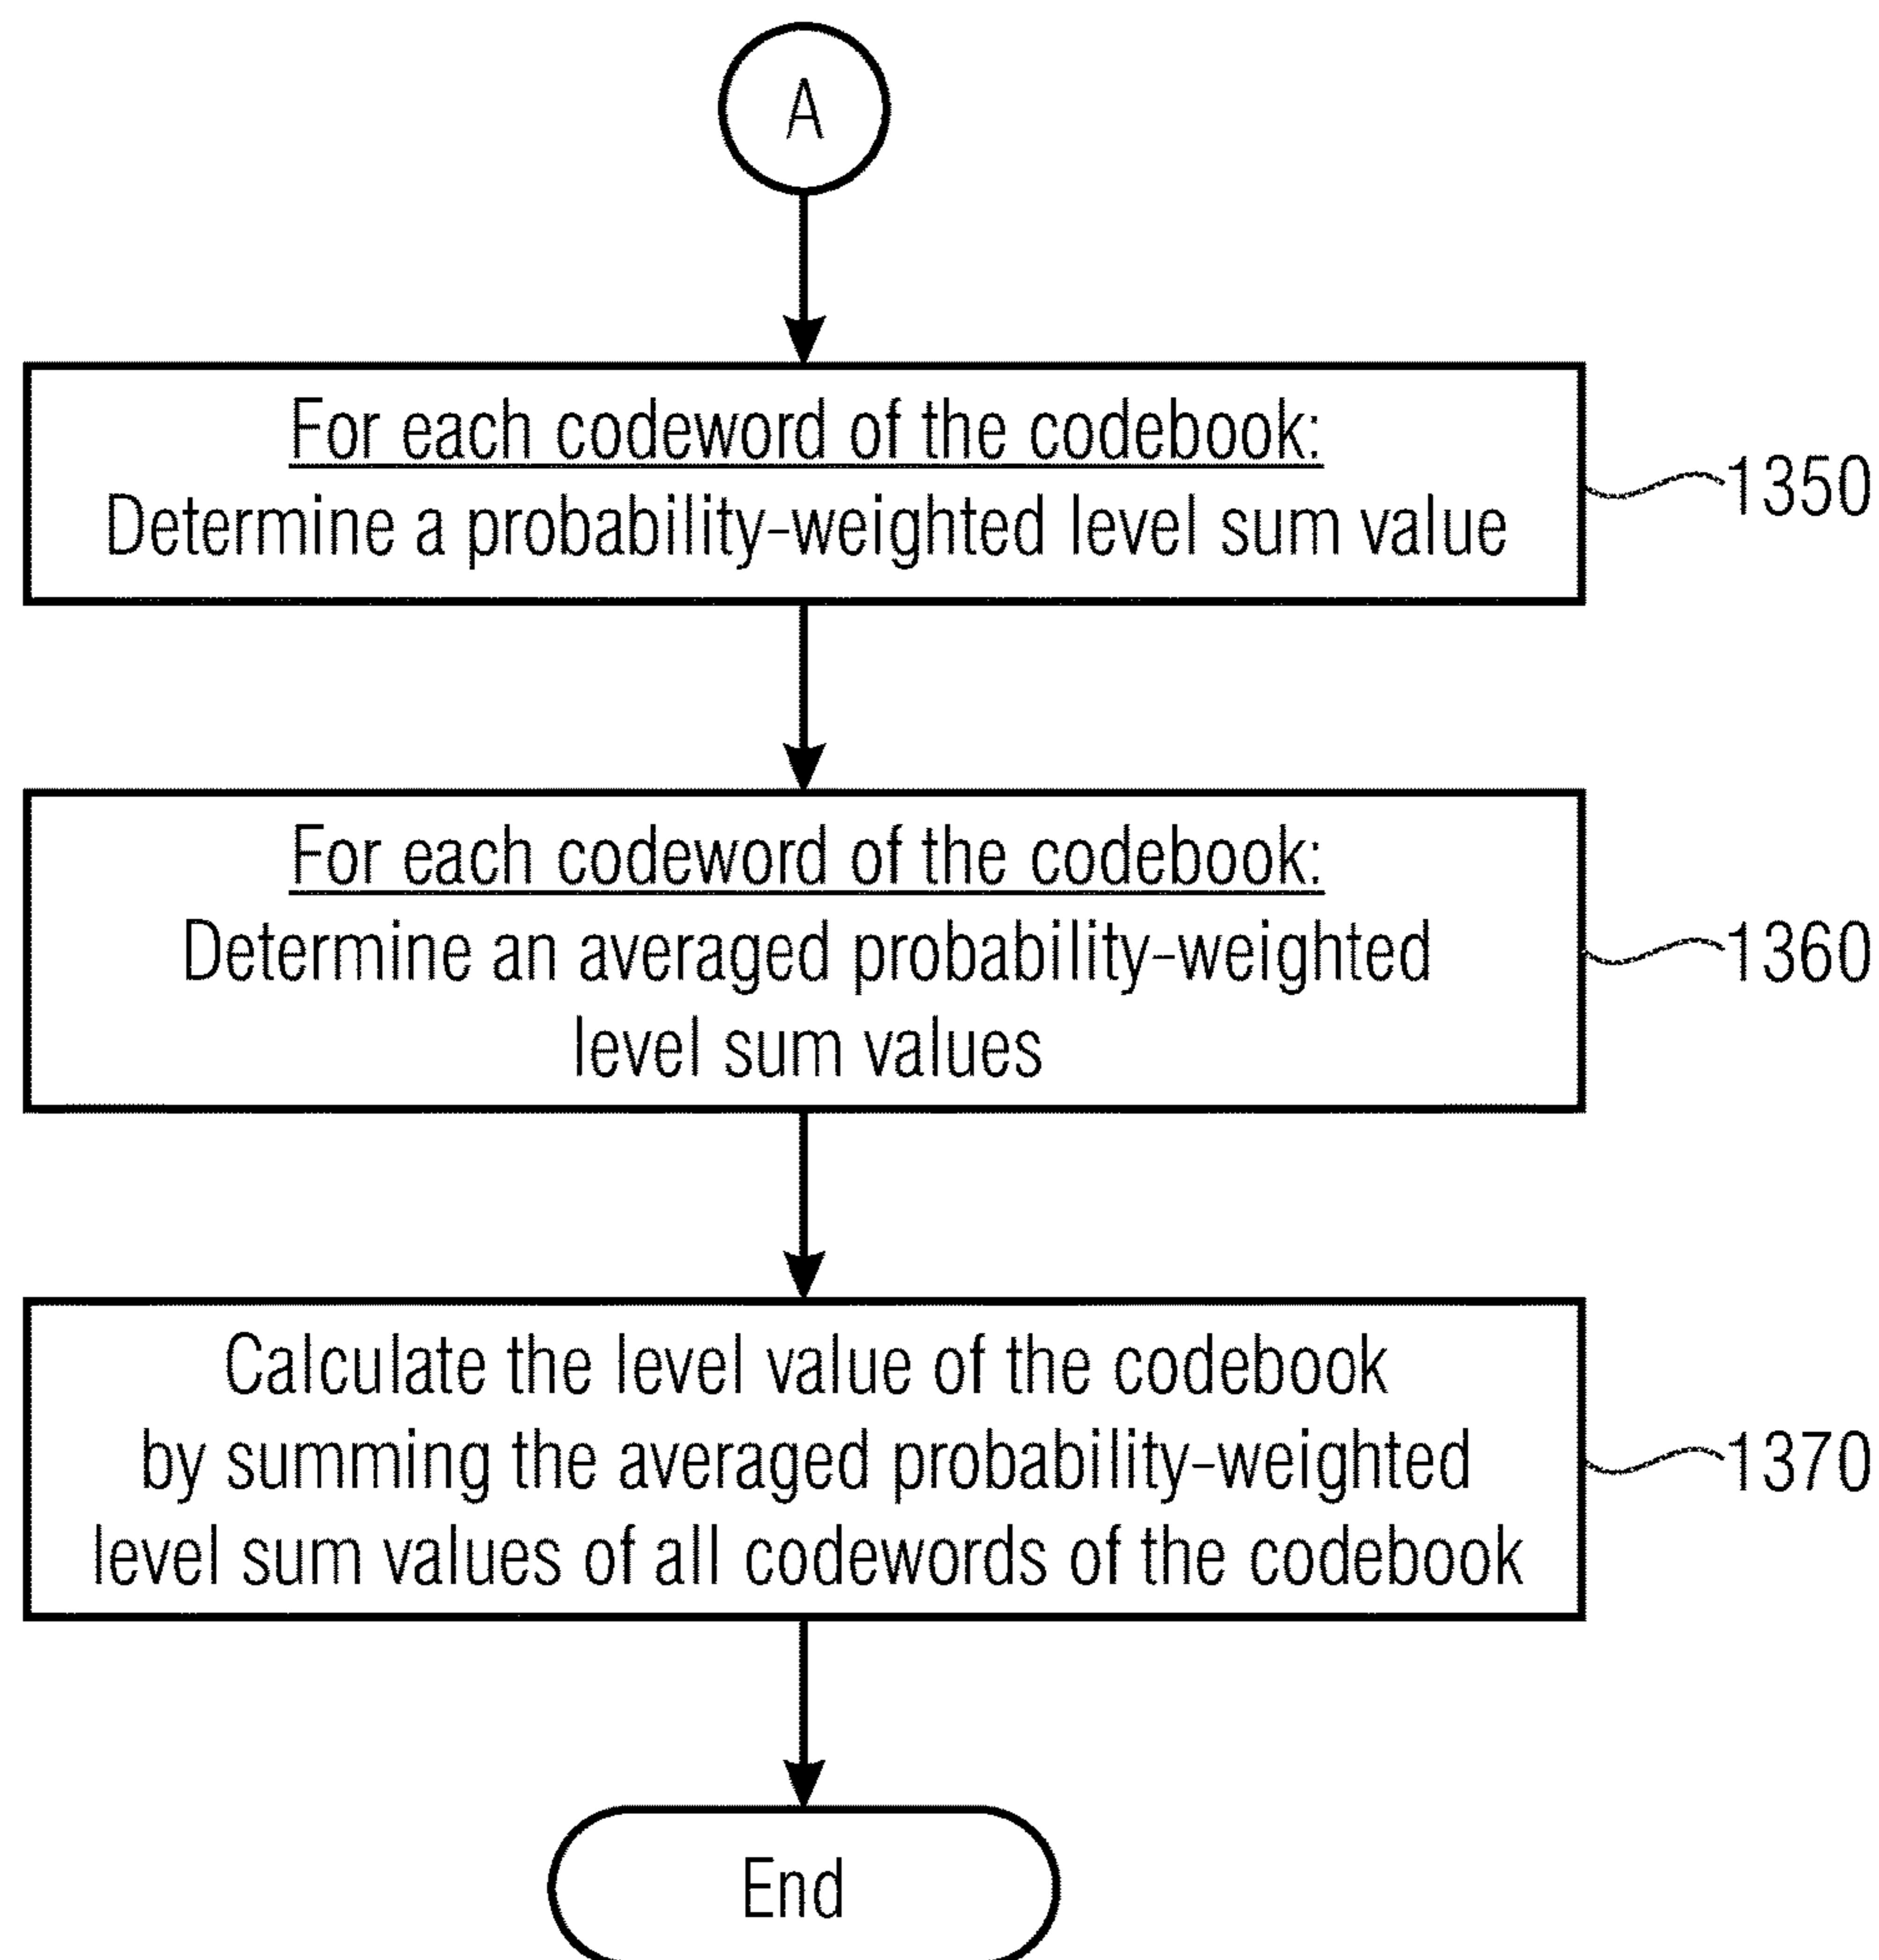 A
For each codeword of the codebook:
Determine a probability-weighted level sum value
1350
For each codeword of the codebook:
Determine an averaged probability-weighted
level sum values
1360
Calculate the level value of the codebook
by summing the averaged probability-weighted
level sum values of all codewords of the codebook
1370
End